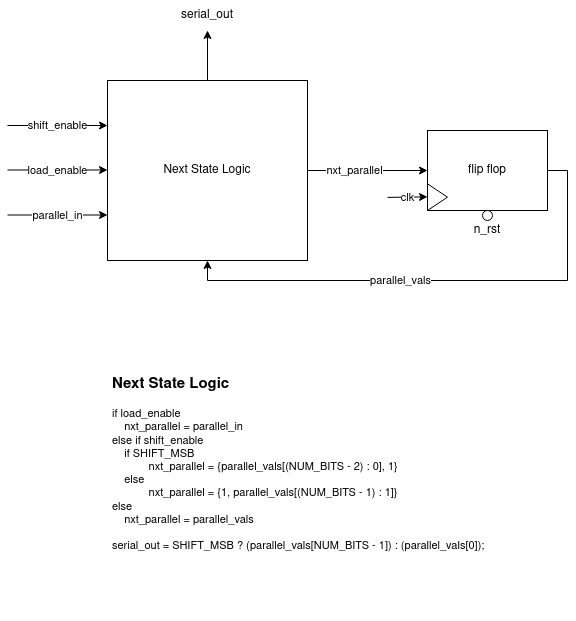 serial_out
shift_enable
load_enable
parallel_in
Next State Logic
nxt_parallel
clk
flip flop
n_rst
parallel_vals
Next State Logic
if load_enable
nxt_parallel = parallel_in
else if shift_enable
if SHIFT_MSB
nxt_parallel = {parallel_vals[(NUM_BITS - 2) : 0], 1}
else
nxt_parallel = {1, parallel_vals[(NUM_BITS - 1) : 1]}
else
nxt_parallel = parallel_vals
serial_out = SHIFT_MSB ? (parallel_vals[NUM_BITS - 1]) : (parallel_vals[0]);